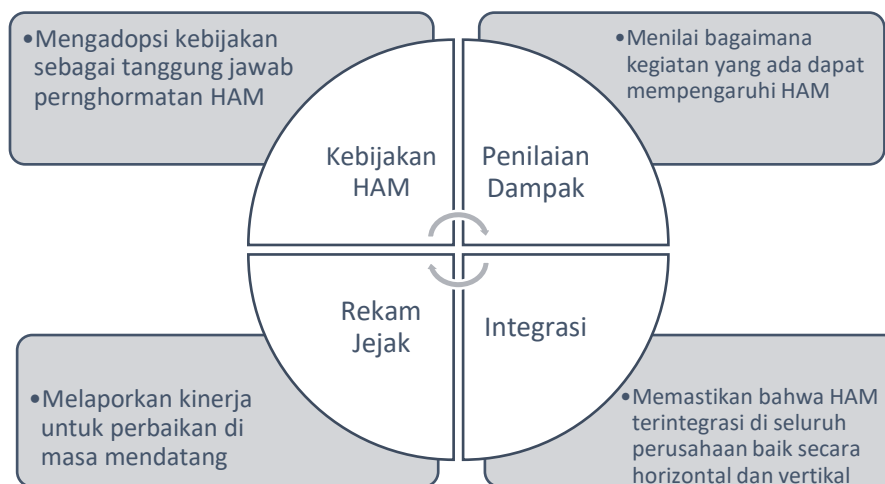 •Mengadopsi kebijakan
sebagai tanggung jawab
pernghormatan HAM
•Menilai bagaimana
kegiatan yang ada dapat
mempengaruhi HAM
Kebijakan
HAM
Penilaian
Dampak
Rekam
Jejak
Integrasi
•Melaporkan kinerja
untuk perbaikan di
masa mendatang
•Memastikan bahwa HAM
terintegrasi di seluruh
perusahaan baik secara
horizontal dan vertikal